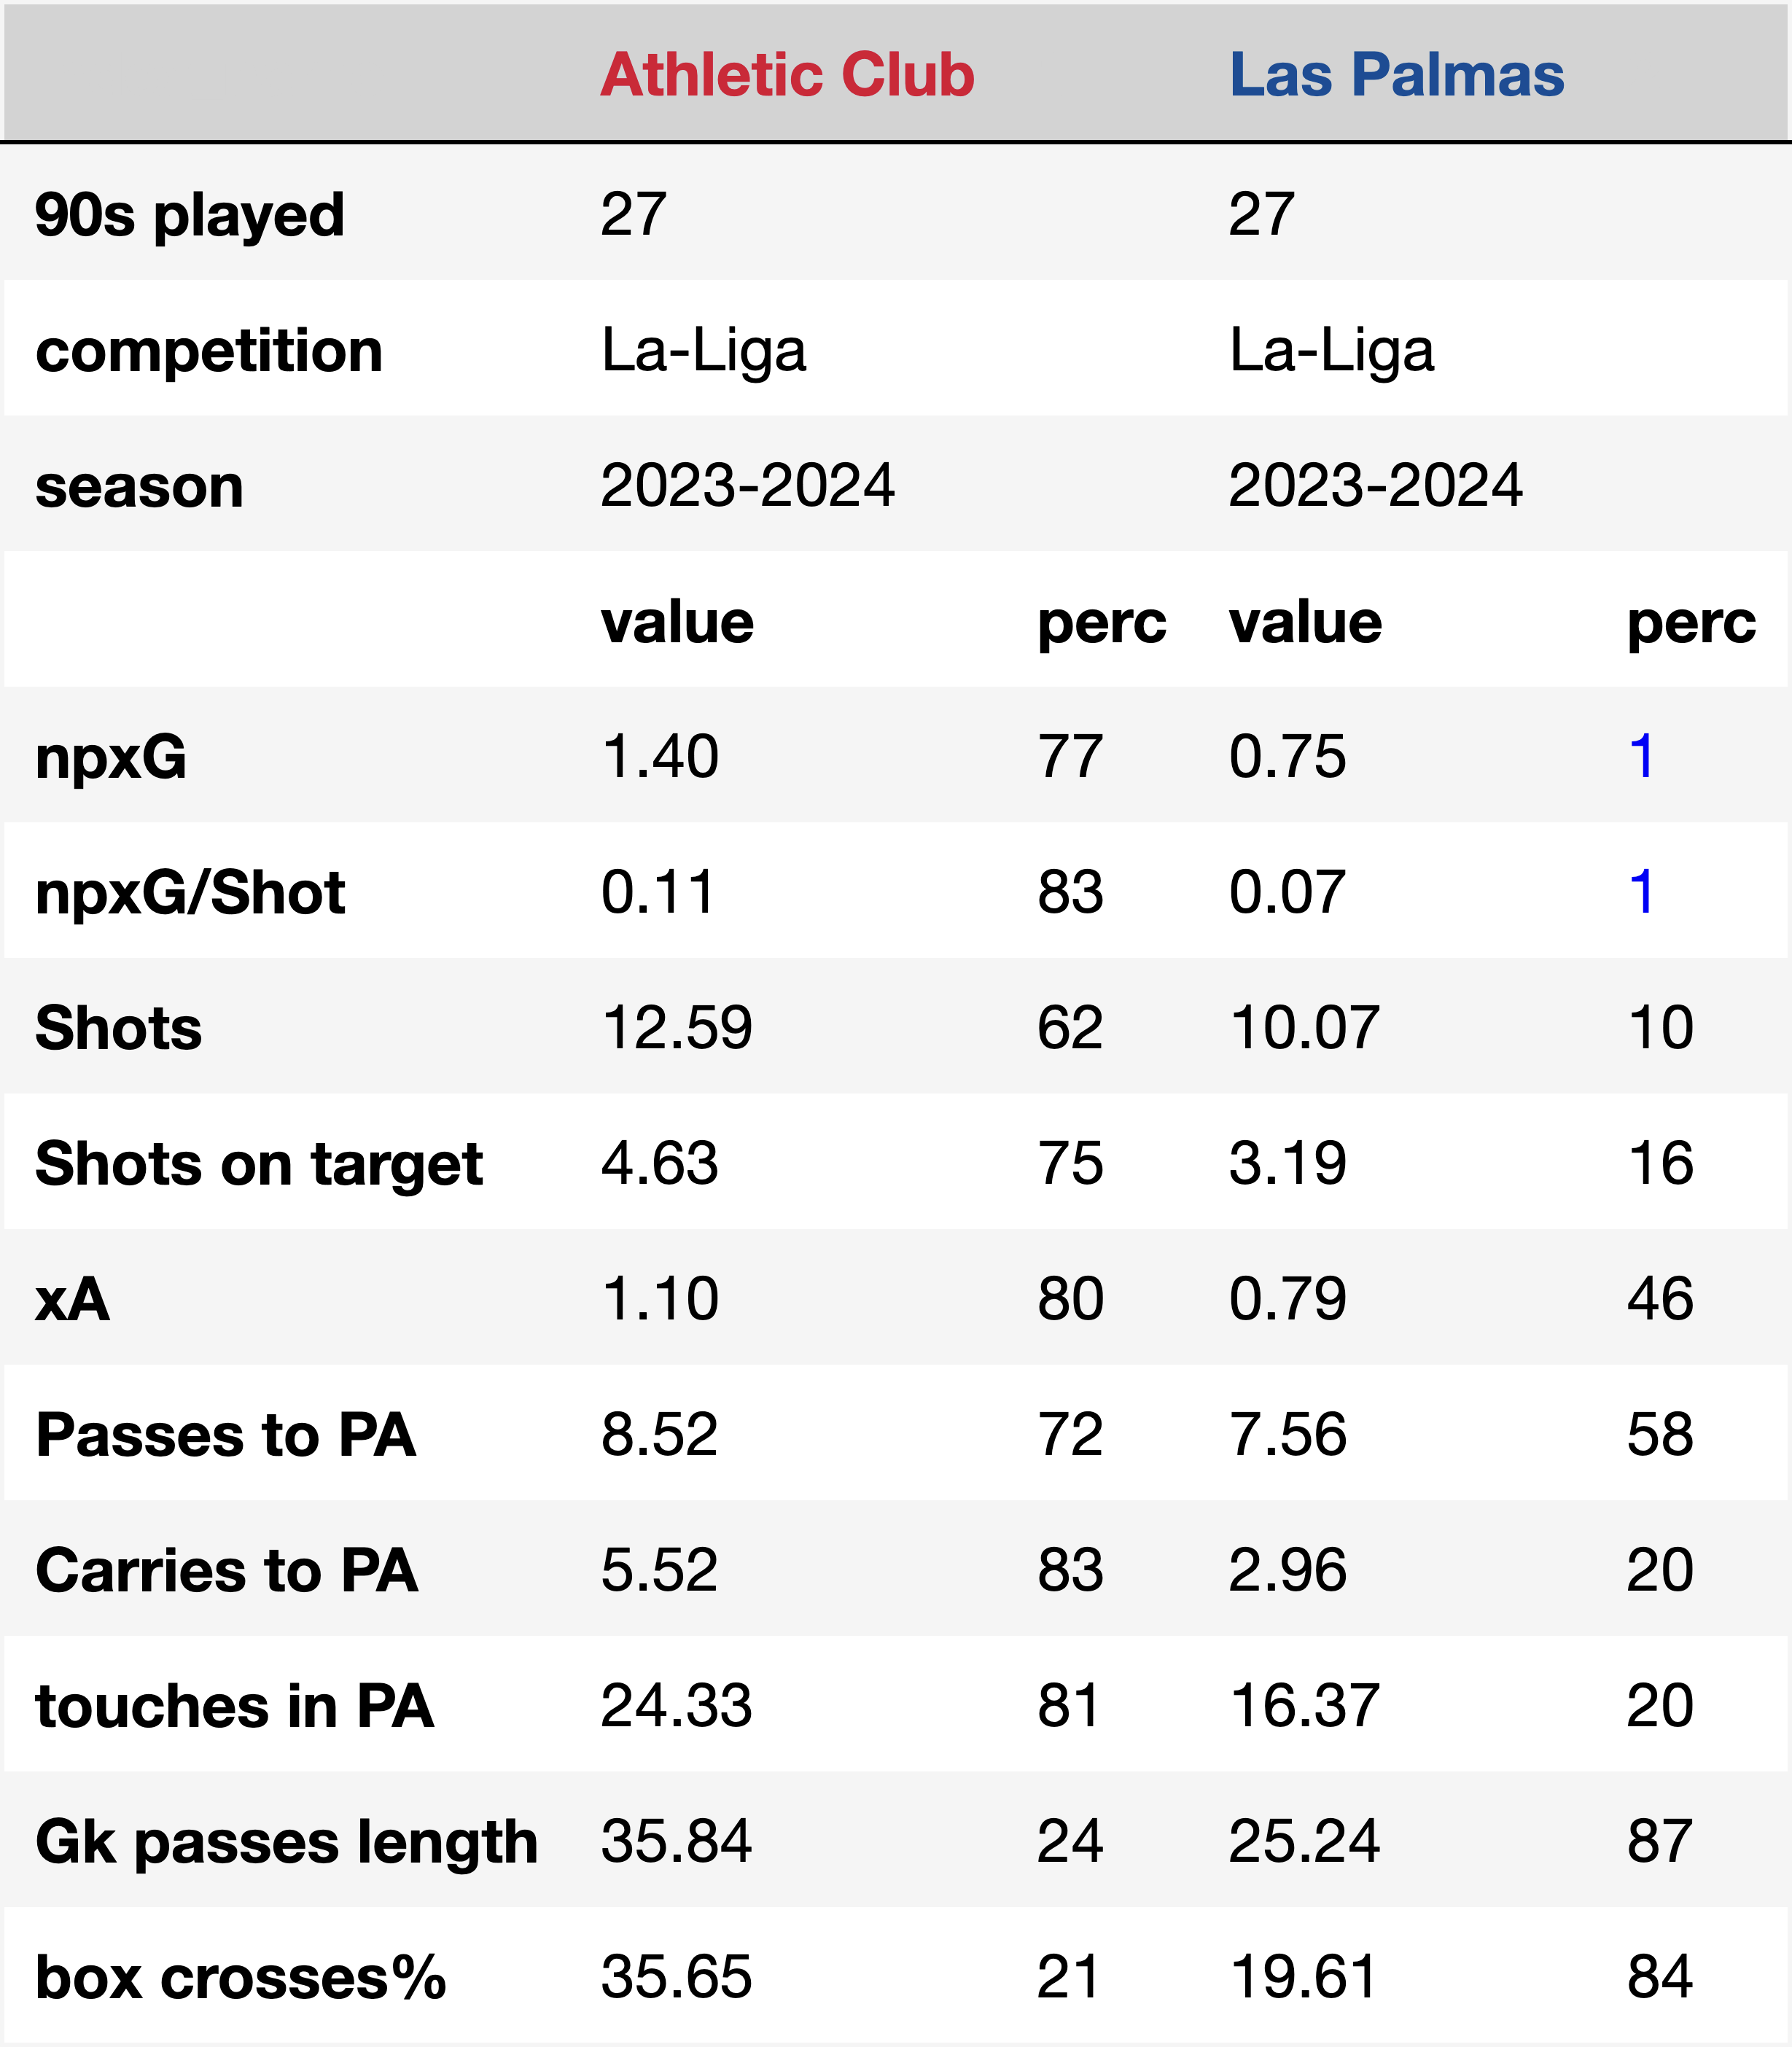 Athletic Club Las Palmas
90s played 27 27
competition La-Liga La-Liga
season 2023-2024 2023-2024
value perc value perc
npxG 1.40 77 0.75 1
npxG/Shot 0.11 83 0.07 1
Shots 12.59 62 10.07 10
Shots on target 4.63 75 3.19 16
xA 1.10 80 0.79 46
Passes to PA 8.52 72 7.56 58
Carries to PA 5.52 83 2.96 20
touches in PA 24.33 81 16.37 20
Gk passes length 35.84 24 25.24 87
box crosses% 35.65 21 19.61 84